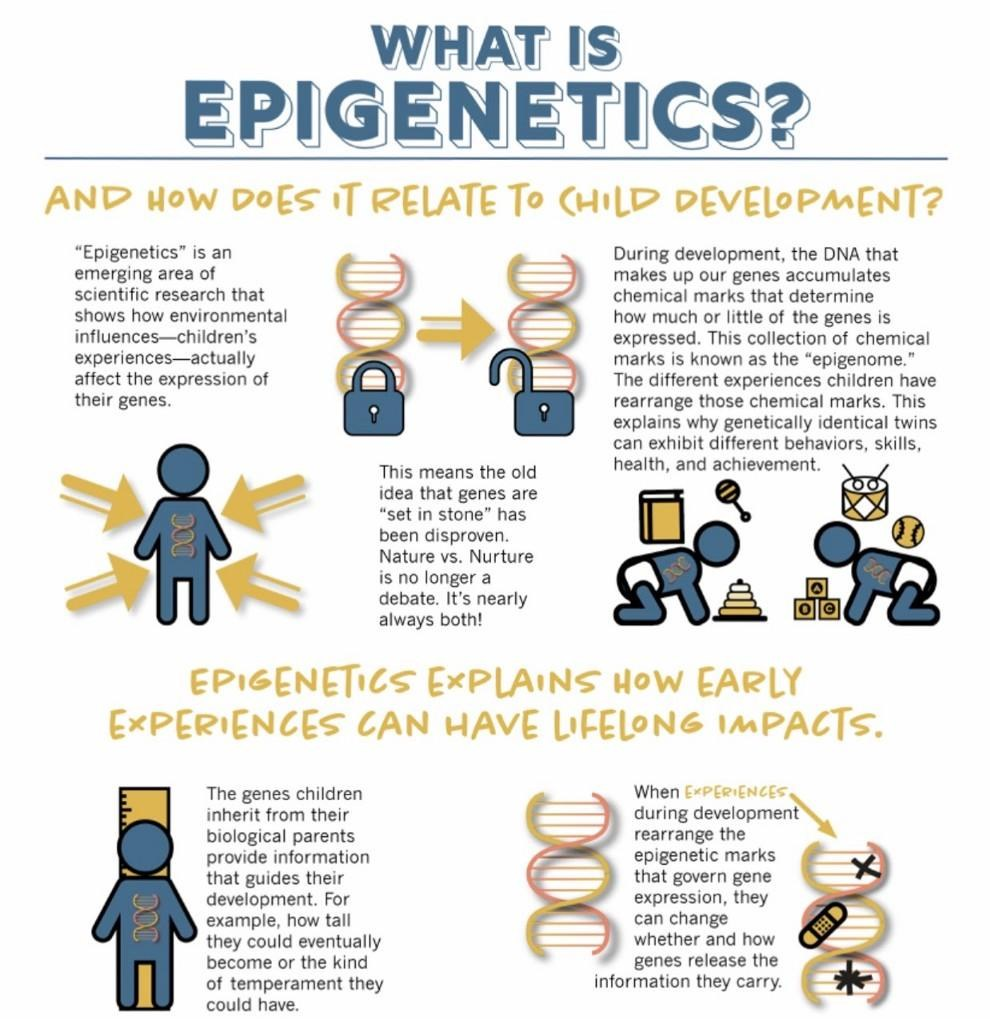 WHAT IS
EPIGENETICS?
AND HOW DOES IT RELATE TO CHILD DEVELOPMENT?
“Epigenetics” is an
emerging area of
scientific research that
shows how environmental
influences—children’s
experiences—actually
affect the expression of
their genes.
During development, the DNA that
makes up our genes accumulates
chemical marks that determine
how much or little of the genes is
expressed. This collection of chemical
marks is known as the “epigenome.”
The different experiences children have
rearrange those chemical marks. This
explains why genetically identical twins
can exhibit different behaviors, skills,
health, and achievement.
This means the old
idea that genes are
“set in stone” has
been disproven.
Nature vs. Nurture
is no longer a
debate. It’s nearly
always both!
A
B C
EPIGENETICS EXPLAINS HOW EARLY
EXPERIENCES CAN HAVE LIFELONG IMPACTS.
The genes children
inherit from their
biological parents
provide information
that guides their
development. For
example, how tall
they could eventually
become or the kind
of temperament they
could have.
When EXPERIENCES
during development
rearrange the
epigenetic marks
that govern gene
expression, they
can change
whether and how
genes release the
information they carry.